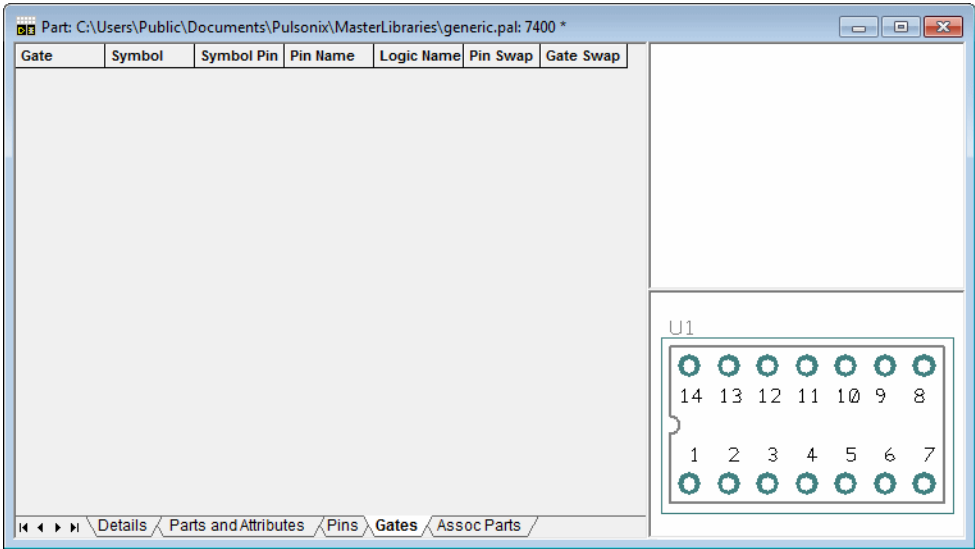 Part: C:\Users\Public\Documents\Pulsonix\MasterLibraries\generic.pal: 7400 *
Gate Symbol Symbol Pin Pin Name Logic Name Pin Swap Gate Swap
U1
14 13 12 11 10 9 8
1 2 3 4 5 6 7
Details Parts and Attributes Pins Gates Assoc Parts